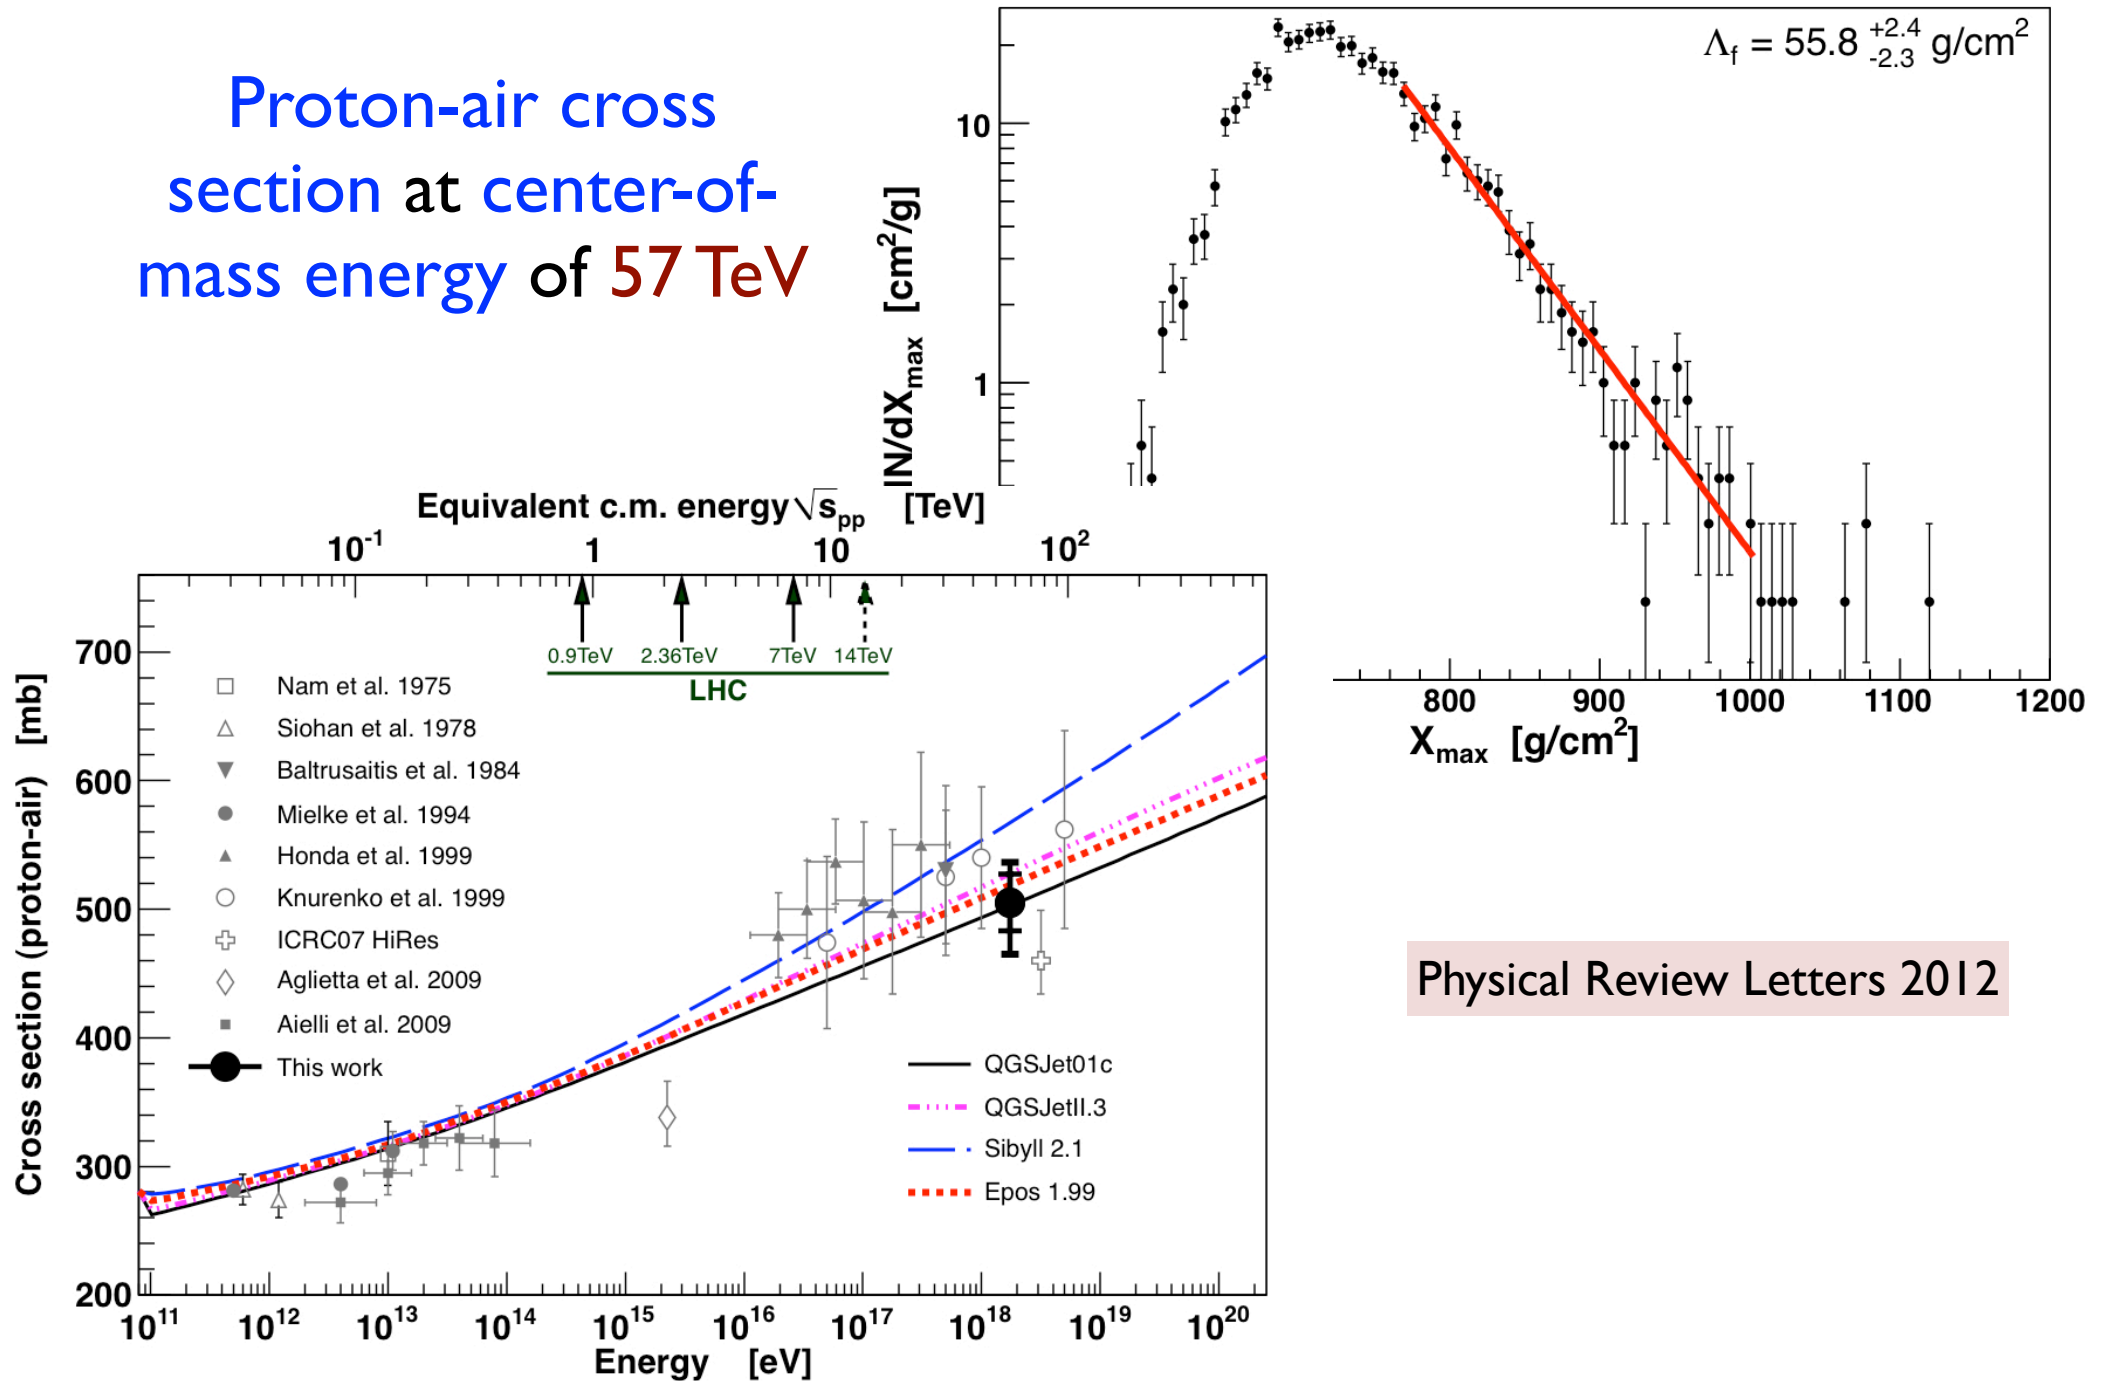 Proton-air cross
section at center-of-
mass energy of 57 TeV
Λf = 55.8 +2.4 -2.3 g/cm2
10
1
dN/dXmax [cm2/g]
800 900 1000 1100 1200
Xmax [g/cm2]
Equivalent c.m. energy √spp [TeV]
10-1 1 10 102
0.9TeV 2.36TeV 7TeV 14TeV
LHC
Cross section (proton-air) [mb]
700
600
500
400
300
200
Nam et al. 1975
Siohan et al. 1978
Baltrusaitis et al. 1984
Mielke et al. 1994
Honda et al. 1999
Knurenko et al. 1999
ICRC07 HiRes
Aglietta et al. 2009
Aielli et al. 2009
This work
QGSJet01c
QGSJetII.3
Sibyll 2.1
Epos 1.99
1011 1012 1013 1014 1015 1016 1017 1018 1019 1020
Energy [eV]
Physical Review Letters 2012